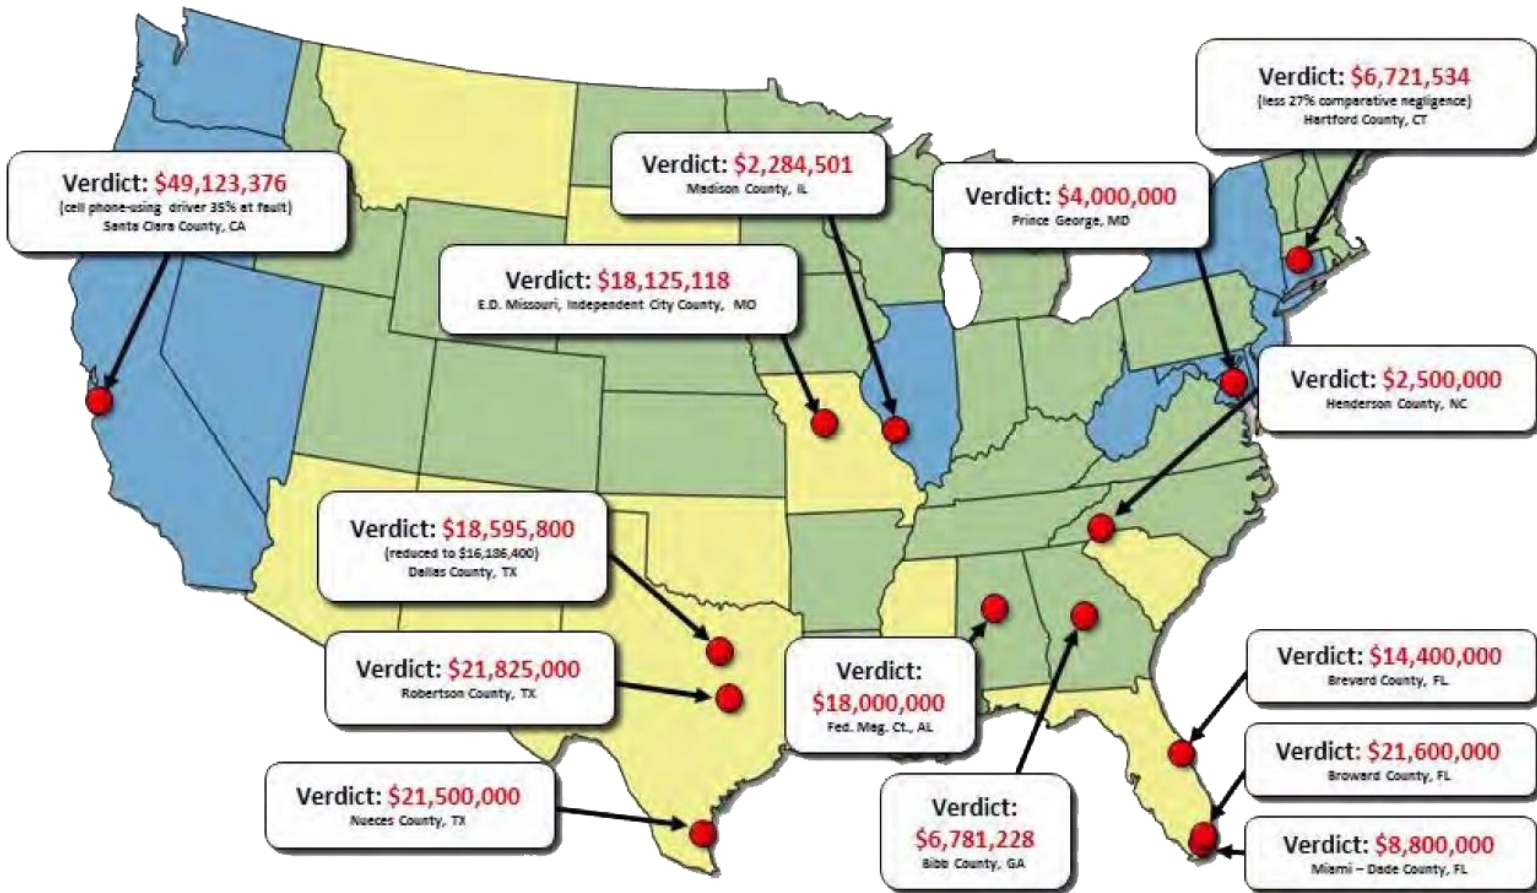 Verdict: $6,721,534
(less 27% comparative negligence)
Hartford County, CT
Verdict: $2,284,501
Madison County, IL
Verdict: $49,123,376
(cell phone-using driver 35% at fault)
Santa Clara County, CA
Verdict: $4,000,000
Prince George, MD
Verdict: $18,125,118
E.D. Missouri, Independent City County, MO
Verdict: $2,500,000
Henderson County, NC
Verdict: $18,595,800
(reduced to $16,186,400)
Dallas County, TX
Verdict: $21,825,000
Robertson County, TX
Verdict:
$18,000,000
Fed. Mag. Ct., AL
Verdict: $14,400,000
Brevard County, FL
Verdict: $21,600,000
Broward County, FL
Verdict: $21,500,000
Nueces County, TX
Verdict:
$6,781,228
Bibb County, GA
Verdict: $8,800,000
Miami – Dade County, FL